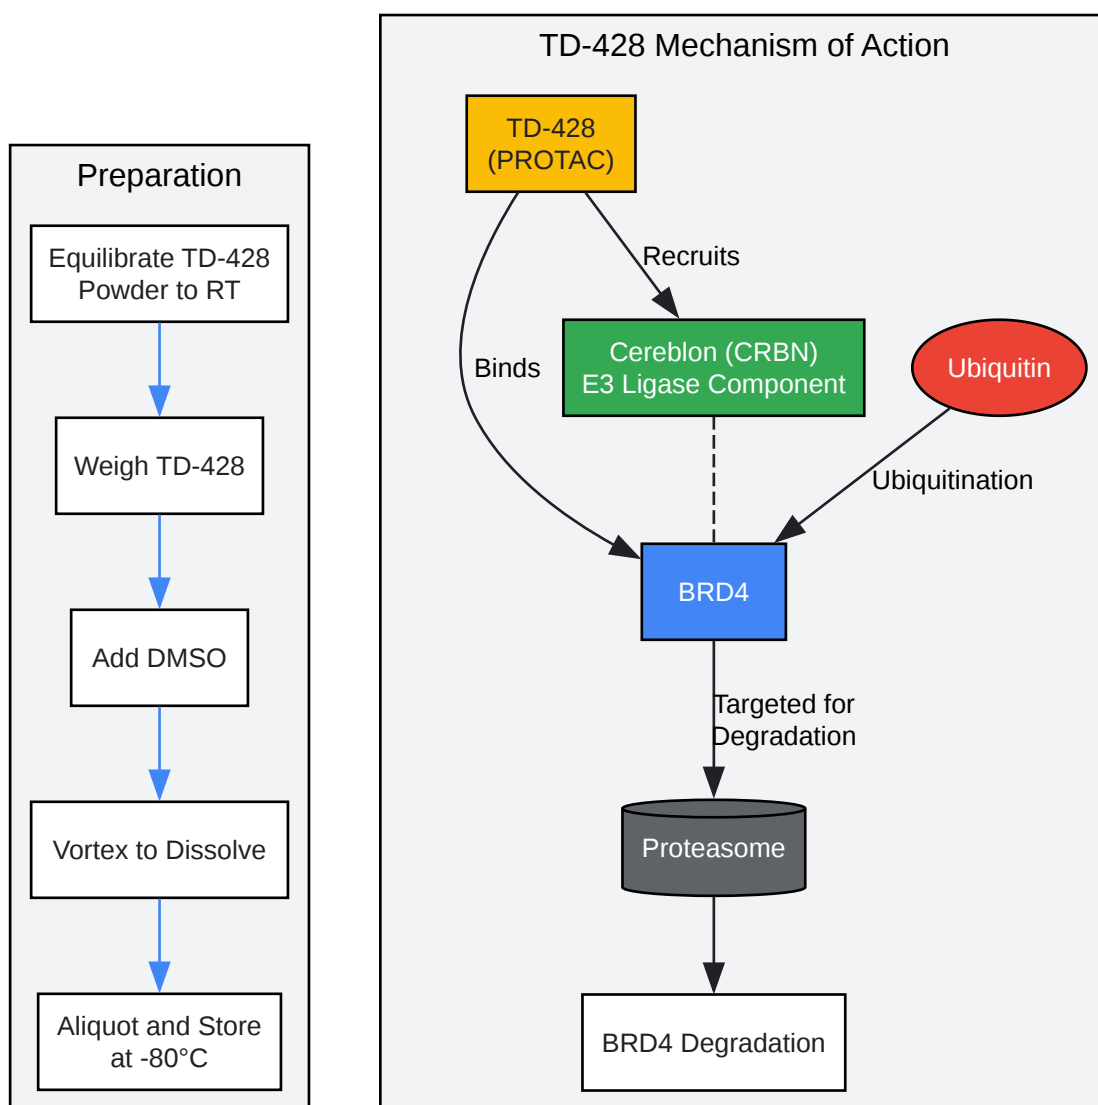 Preparation
Equilibrate TD-428
Powder to RT
Weigh TD-428
Add DMSO
Vortex to Dissolve
Aliquot and Store
at -80°C
TD-428 Mechanism of Action
TD-428
(PROTAC)
Recruits
Binds
Cereblon (CRBN)
E3 Ligase Component
Ubiquitin
Ubiquitination
BRD4
Targeted for
Degradation
Proteasome
BRD4 Degradation